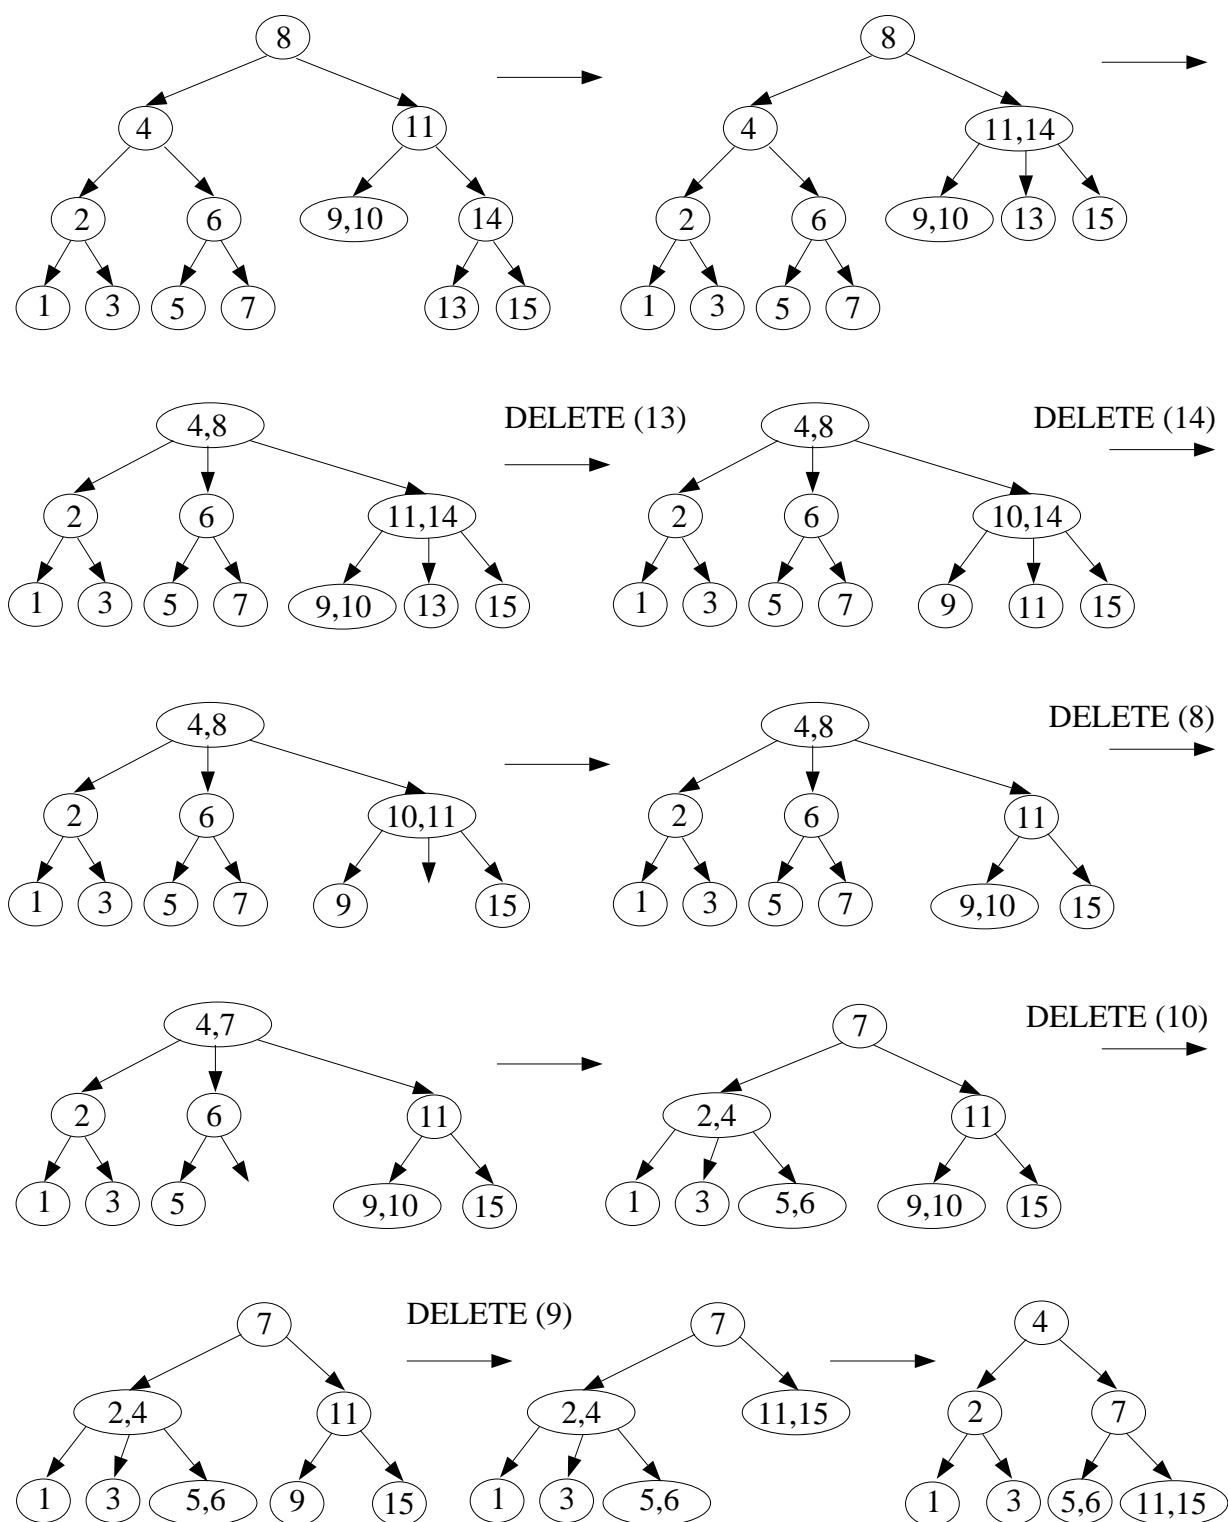 8 8
4 11 4 11,14
2 6 9,10 14 2 6 9,10 13 15
1 3 5 7 13 15 1 3 5 7
4,8 DELETE (13) 4,8 DELETE (14)
2 6 11,14 2 6 10,14
1 3 5 7 9,10 13 15 1 3 5 7 9 11 15
4,8 4,8 DELETE (8)
2 6 10,11 2 6 11
1 3 5 7 9 15 1 3 5 7 9,10 15
4,7 7 DELETE (10)
2 6 11 2,4 11
1 3 5 9,10 15 1 3 5,6 9,10 15
7 DELETE (9) 7 4
2,4 11 2,4 11,15 2 7
1 3 5,6 9 15 1 3 5,6 1 3 5,6 11,15